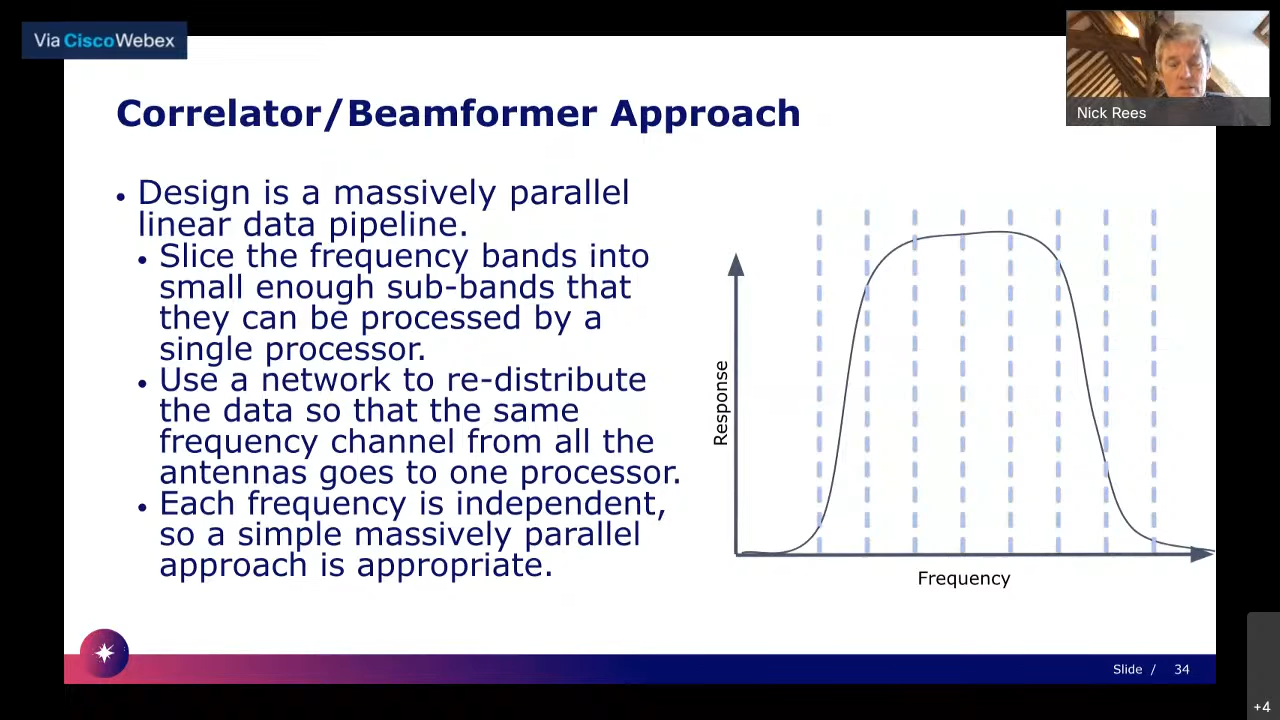 Via CiscoWebex
Nick Rees
Correlator/Beamformer Approach
• Design is a massively parallel
linear data pipeline.
• Slice the frequency bands into
small enough sub-bands that
they can be processed by a
single processor.
• Use a network to re-distribute
the data so that the same
frequency channel from all the
antennas goes to one processor.
• Each frequency is independent,
so a simple massively parallel
approach is appropriate.
Response
Frequency
Slide / 34
+4